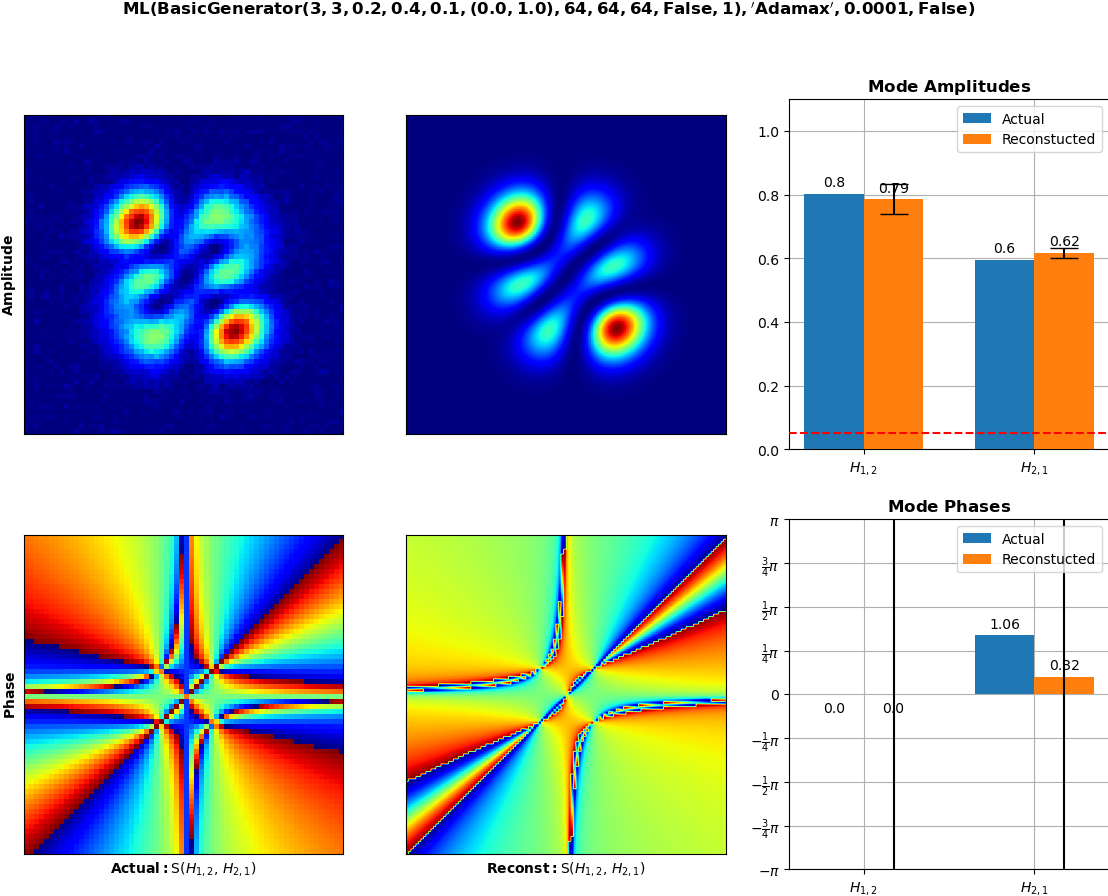 ML(BasicGenerator(3, 3, 0.2, 0.4, 0.1, (0.0, 1.0), 64, 64, 64, False, 1), 'Adamax', 0.0001, False)
Amplitude
Mode Amplitudes
Actual
Reconstucted
1.0
0.8
0.6
0.4
0.2
0.0
0.8
0.79
0.6
0.62
H1,2
H2,1
Phase
Actual: S(H1,2, H2,1)
Reconst: S(H1,2, H2,1)
Mode Phases
Actual
Reconstucted
π
3/4π
1/2π
1/4π
0
−1/4π
−1/2π
−3/4π
−π
0.0
0.0
1.06
0.32
H1,2
H2,1